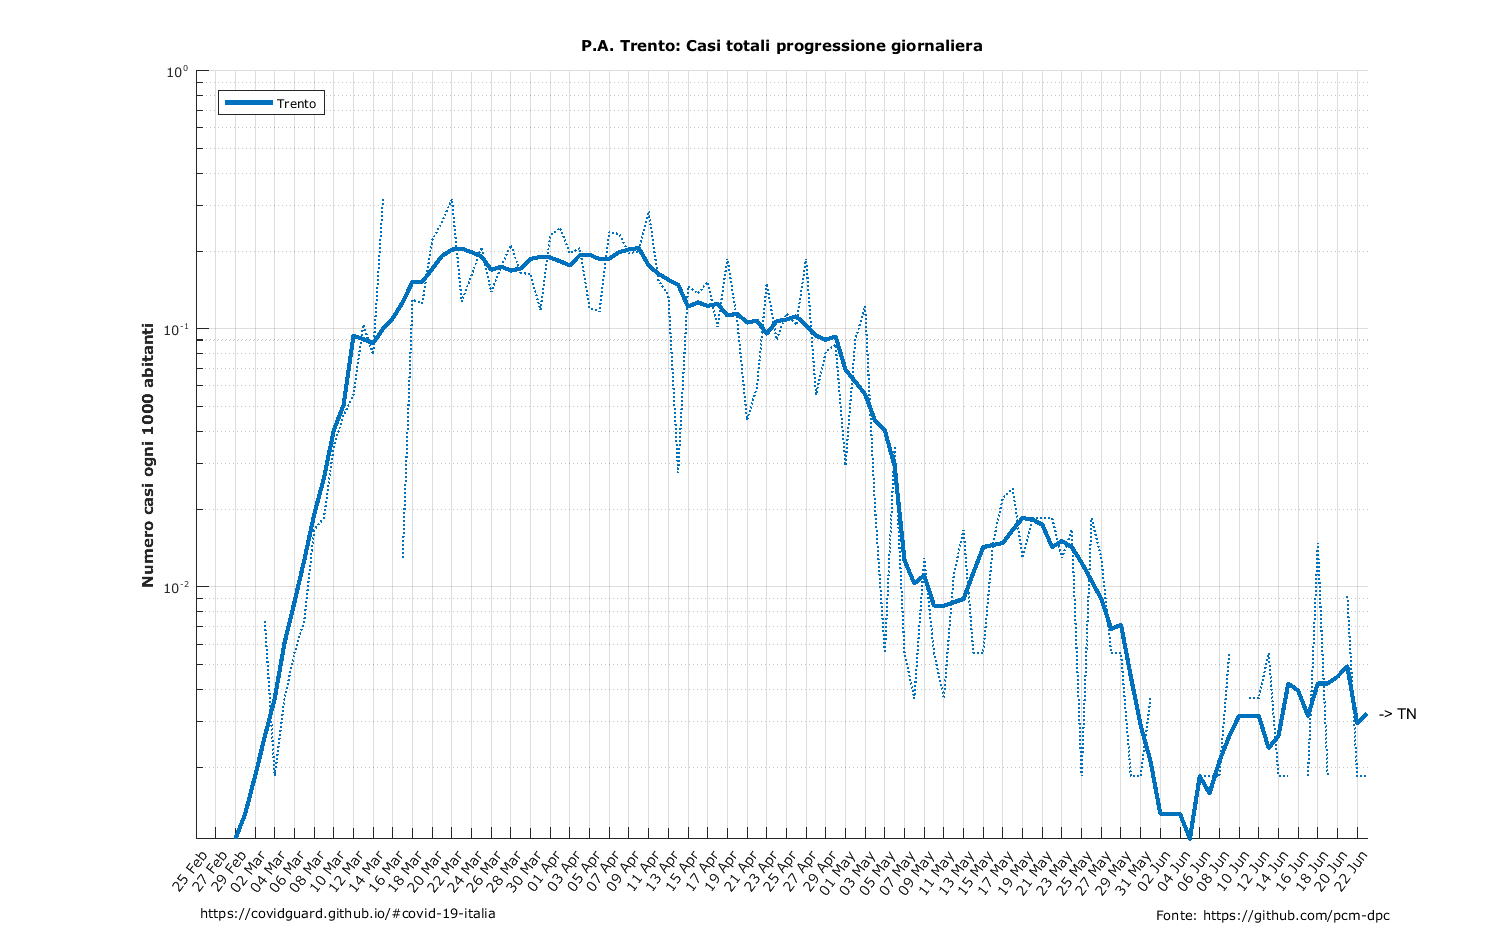 P.A. Trento: Casi totali progressione giornaliera
10^0
Trento
10^-1
Numero casi ogni 1000 abitanti
10^-2
-> TN
25 Feb
27 Feb
29 Feb
02 Mar
04 Mar
06 Mar
08 Mar
10 Mar
12 Mar
14 Mar
16 Mar
18 Mar
20 Mar
22 Mar
24 Mar
26 Mar
28 Mar
30 Mar
01 Apr
03 Apr
05 Apr
07 Apr
09 Apr
11 Apr
13 Apr
15 Apr
17 Apr
19 Apr
21 Apr
23 Apr
25 Apr
27 Apr
29 Apr
01 May
03 May
05 May
07 May
09 May
11 May
13 May
15 May
17 May
19 May
21 May
23 May
25 May
27 May
29 May
31 May
02 Jun
04 Jun
06 Jun
08 Jun
10 Jun
12 Jun
14 Jun
16 Jun
18 Jun
20 Jun
22 Jun
https://covidguard.github.io/#covid-19-italia
Fonte: https://github.com/pcm-dpc